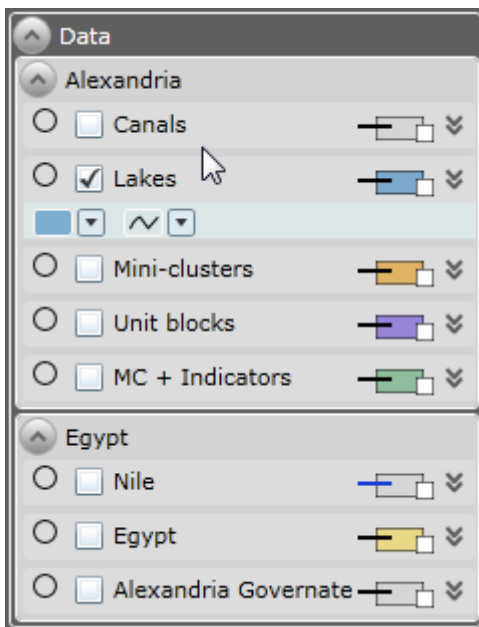 Data
Alexandria
Canals
Lakes
Mini-clusters
Unit blocks
MC + Indicators
Egypt
Nile
Egypt
Alexandria Governate